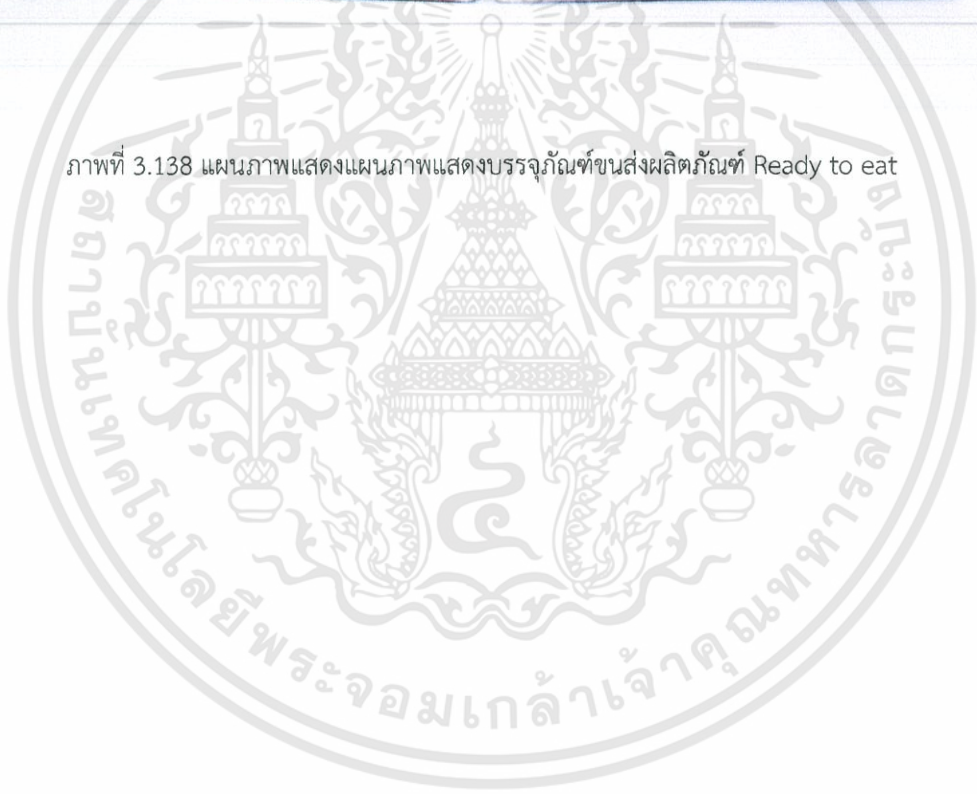 ภาพที่ 3.138 แผนภาพแสดงแผนภาพแสดงบรรจุภัณฑ์ขนส่งผลิตภัณฑ์ Ready to eat
สถาบันเทคโนโลยีพระจอมเกล้าเจ้าคุณทหารลาดกระบัง